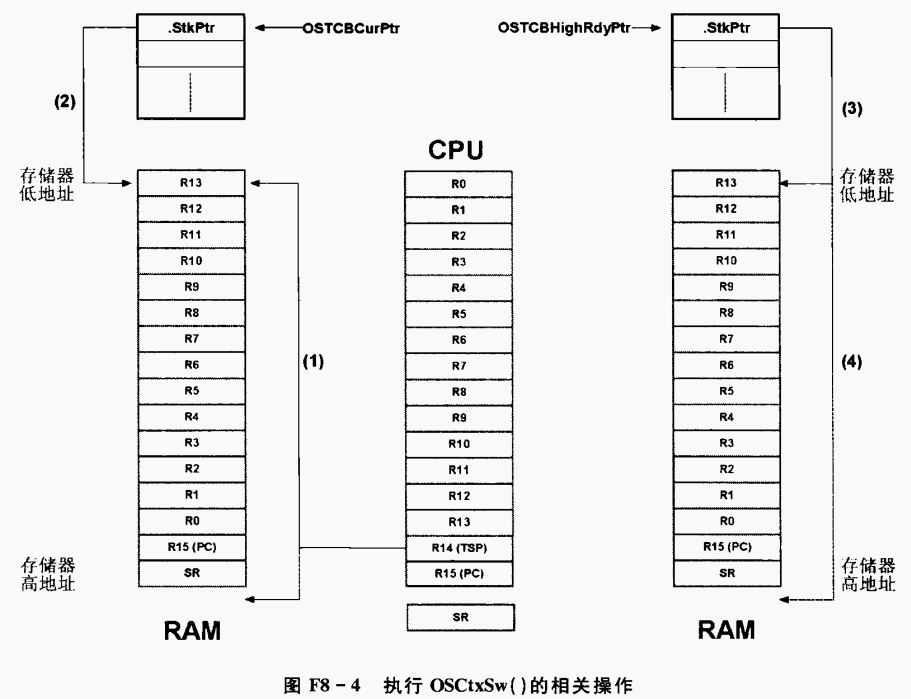 .StkPtr
OSTCBCurPtr
OSTCBHighRdyPtr
.StkPtr
(2)
(3)
CPU
存储器
低地址
R13
R12
R11
R10
R9
R8
R7
R6
R5
R4
R3
R2
R1
R0
R15 (PC)
SR
存储器
高地址
RAM
(1)
R0
R1
R2
R3
R4
R5
R6
R7
R8
R9
R10
R11
R12
R13
R14 (TSP)
R15 (PC)
SR
R13
R12
R11
R10
R9
R8
R7
R6
R5
R4
R3
R2
R1
R0
R15 (PC)
SR
RAM
存储器
低地址
(4)
存储器
高地址
图 F8-4 执行 OSCtxSw()的相关操作